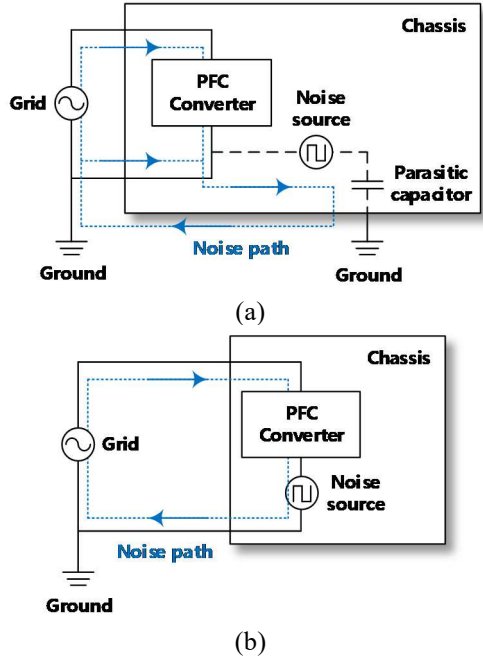 Chassis
PFC
Converter
Grid
Noise
source
Parasitic
capacitor
Noise path
Ground
Ground
(a)
Chassis
PFC
Converter
Grid
Noise
source
Noise path
Ground
(b)